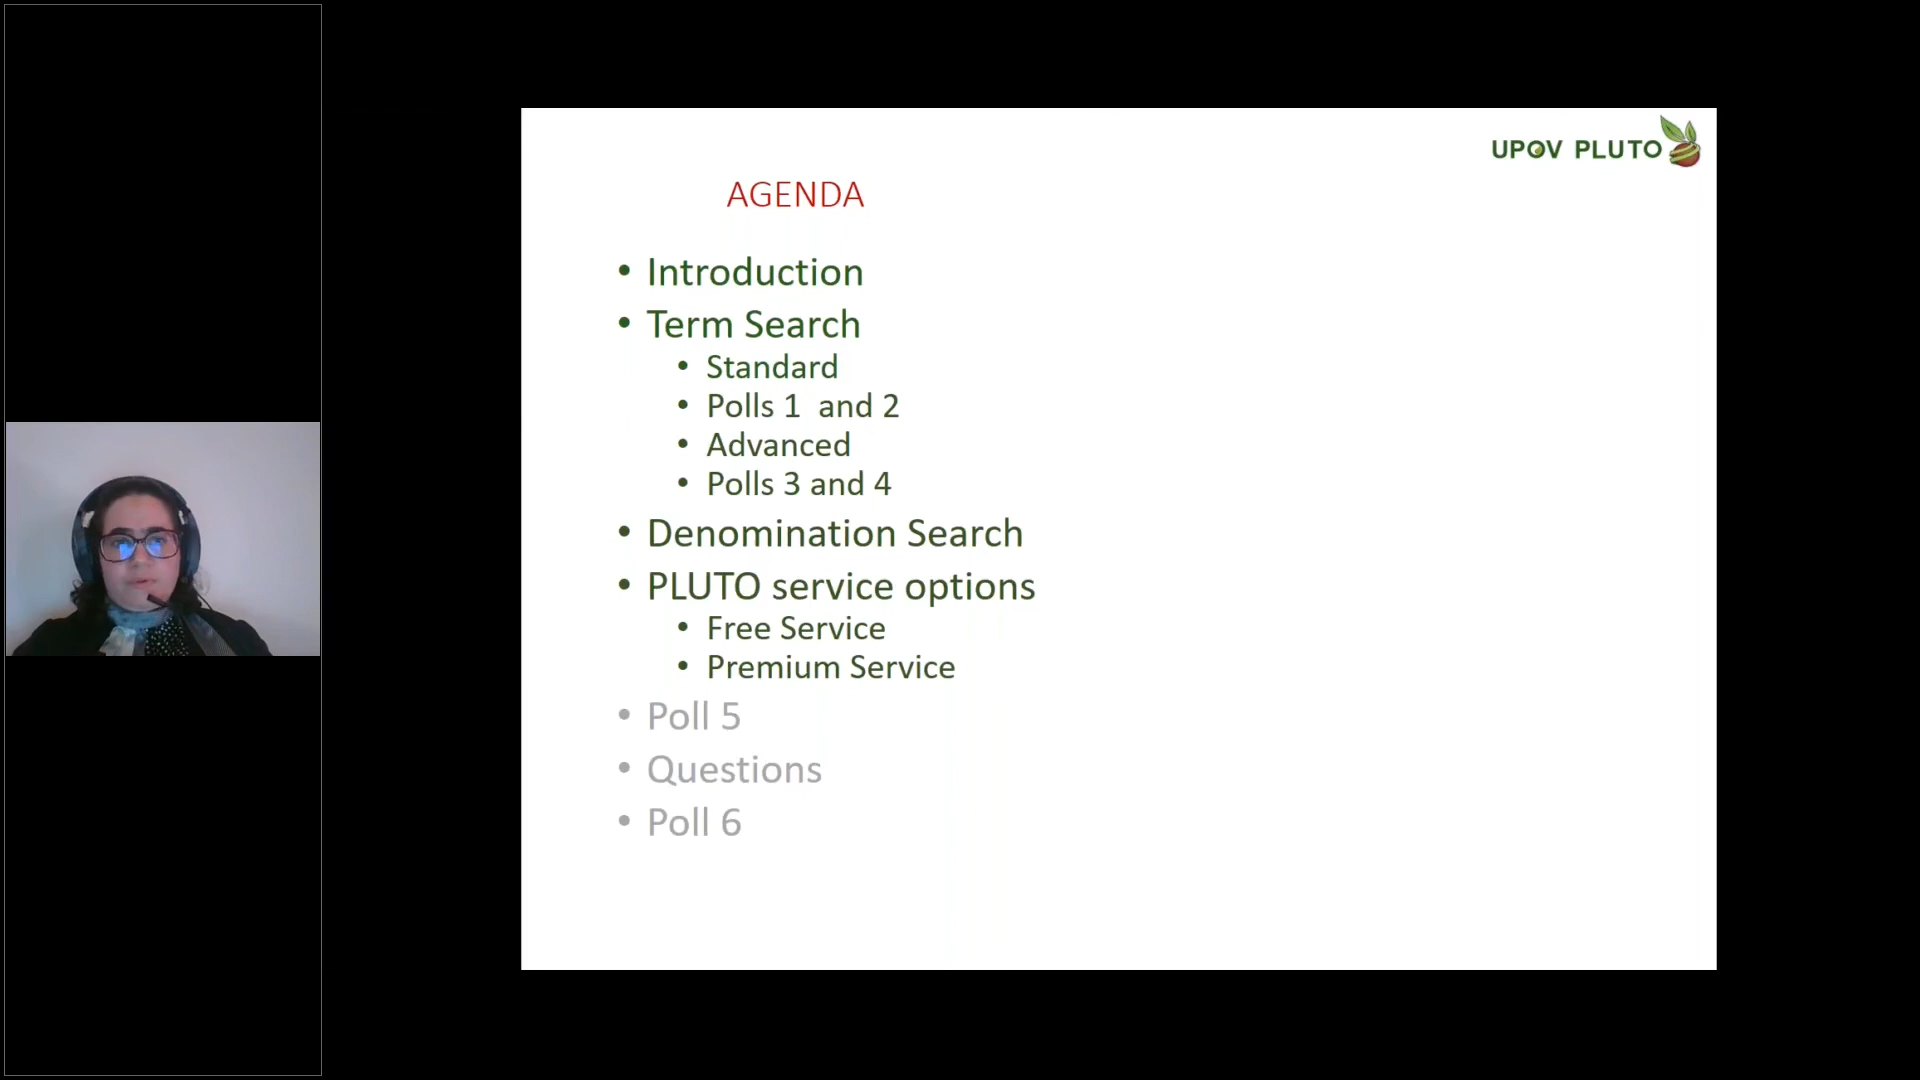 UPOV PLUTO
AGENDA
• Introduction
• Term Search
• Standard
• Polls 1 and 2
• Advanced
• Polls 3 and 4
• Denomination Search
• PLUTO service options
• Free Service
• Premium Service
• Poll 5
• Questions
• Poll 6